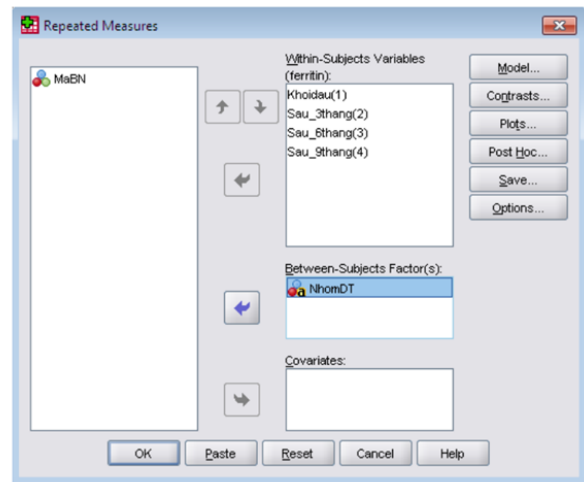 Repeated Measures
MaBN
Within-Subjects Variables
(ferritin):
Khoidau(1)
Sau_3thang(2)
Sau_6thang(3)
Sau_9thang(4)
Between-Subjects Factor(s):
a NhomDT
Covariates:
Model...
Contrasts...
Plots...
Post Hoc...
Save...
Options...
OK
Paste
Reset
Cancel
Help